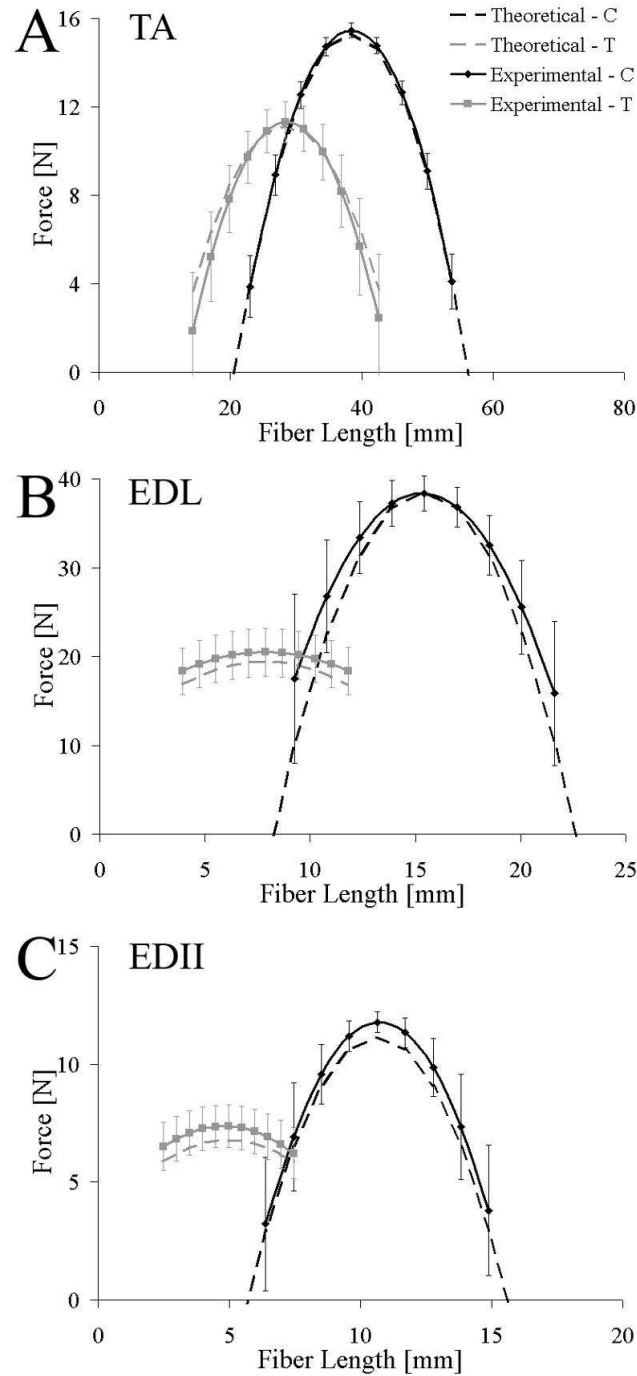 A TA
Theoretical - C
Theoretical - T
Experimental - C
Experimental - T
16
12
8
4
0
Force [N]
0 20 40 60 80
Fiber Length [mm]
B EDL
40
30
20
10
0
Force [N]
0 5 10 15 20 25
Fiber Length [mm]
C EDII
15
10
5
0
Force [N]
0 5 10 15 20
Fiber Length [mm]